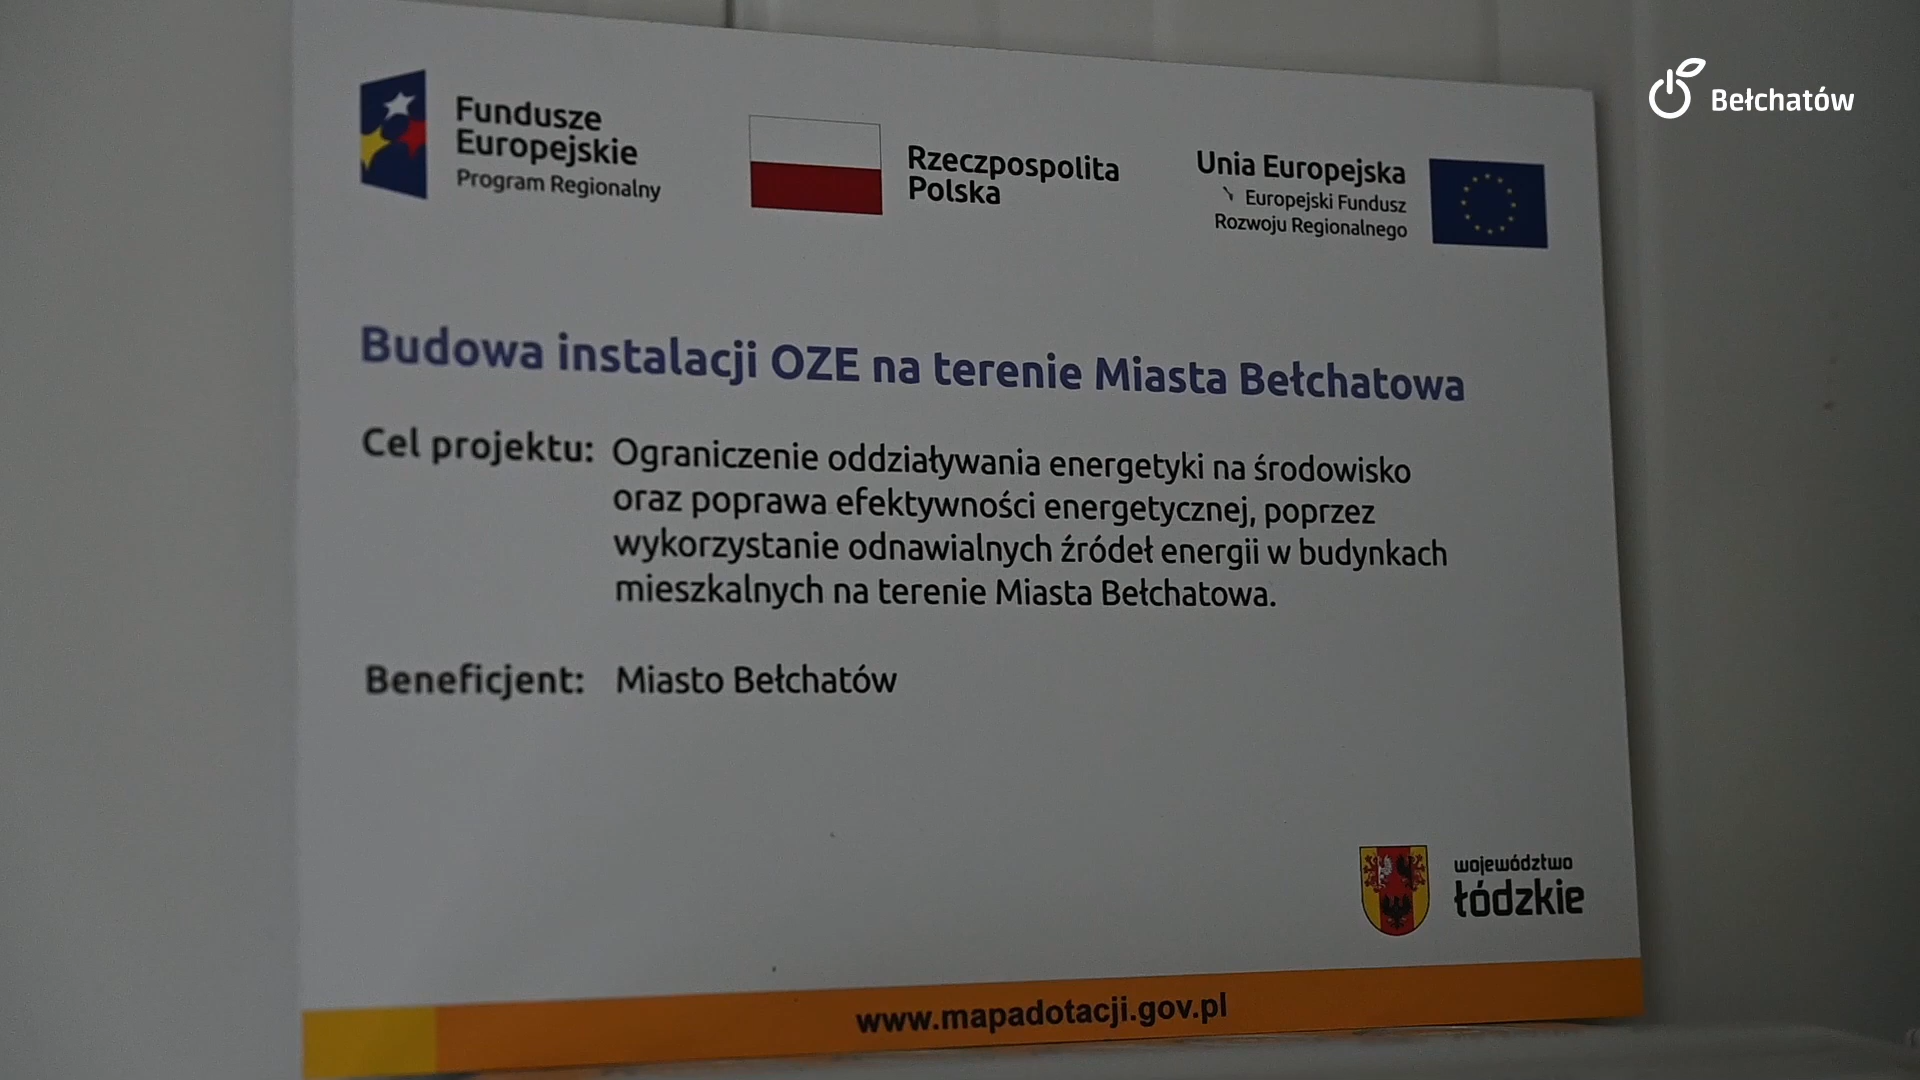 Fundusze
Europejskie
Program Regionalny
Rzeczpospolita
Polska
Unia Europejska
Europejski Fundusz
Rozwoju Regionalnego
Bełchatów
Budowa instalacji OZE na terenie Miasta Bełchatowa
Cel projektu: Ograniczenie oddziaływania energetyki na środowisko
oraz poprawa efektywności energetycznej, poprzez
wykorzystanie odnawialnych źródeł energii w budynkach
mieszkalnych na terenie Miasta Bełchatowa.
Beneficjent: Miasto Bełchatów
województwo
łódzkie
www.mapadotacji.gov.pl